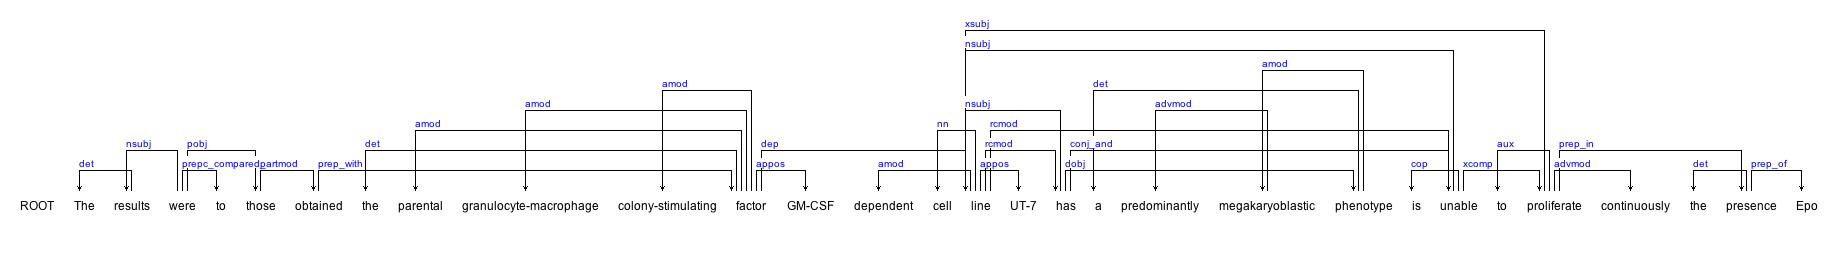 xsubj
nsubj
amod
amod det
amod nsubj advmod
amod nn rcmod
nsubj pobj det dep rcmod conj_and aux prep_in
det prepc_compared_partmod prep_with appos amod appos dobj cop xcomp advmod det prep_of
ROOT The results were to those obtained the parental granulocyte-macrophage colony-stimulating factor GM-CSF dependent cell line UT-7 has a predominantly megakaryoblastic phenotype is unable to proliferate continuously the presence Epo